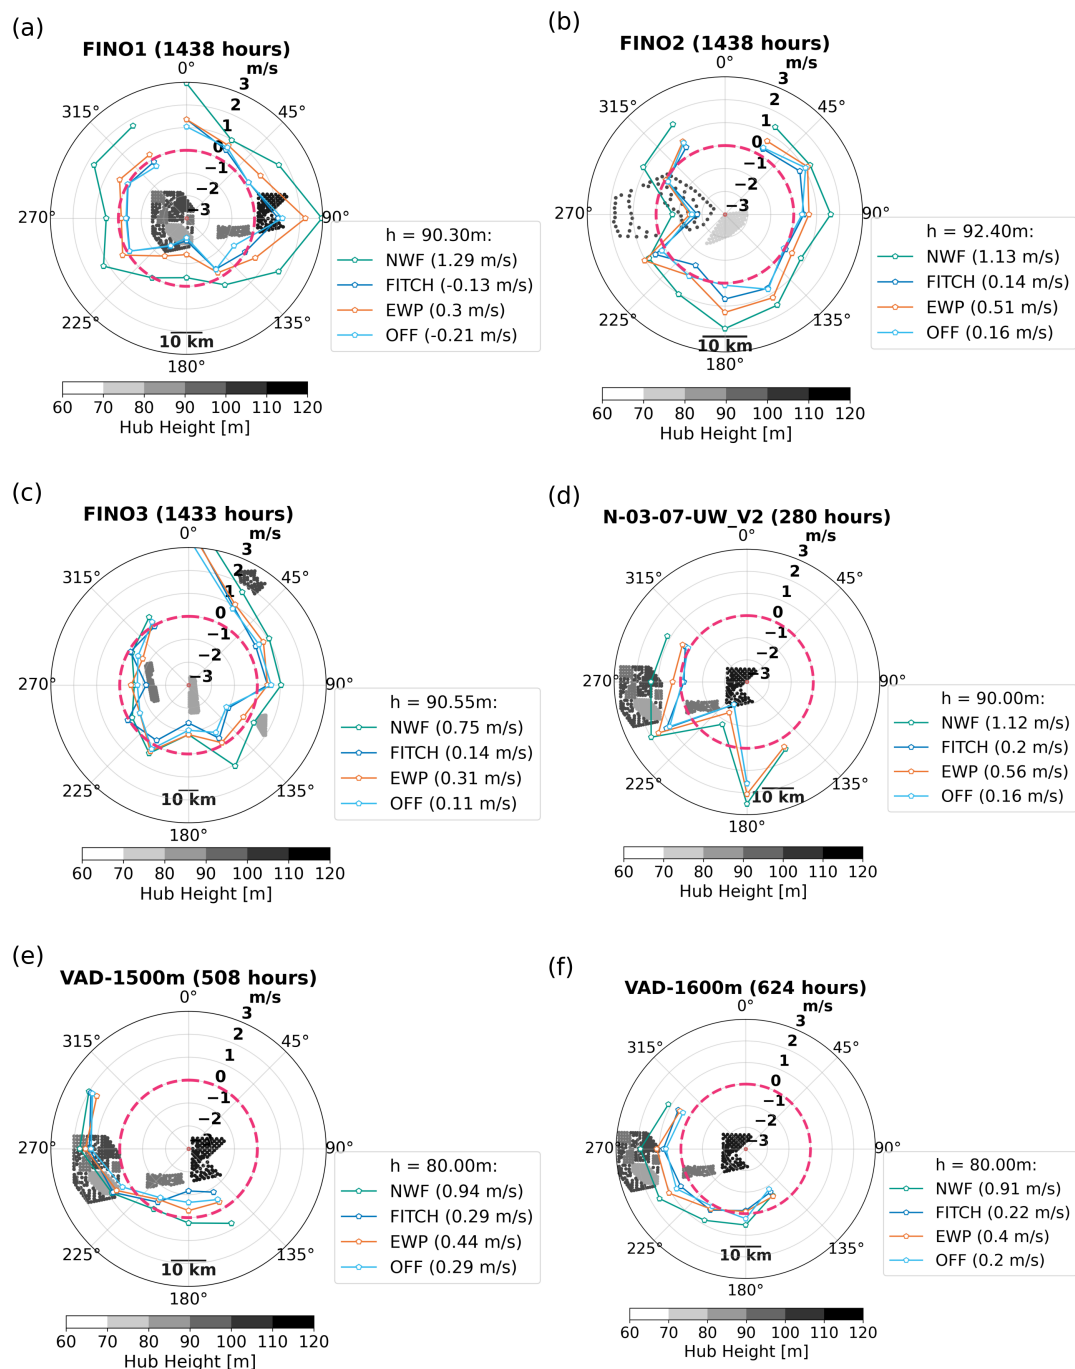 (a)
FINO1 (1438 hours)
0°
m/s
3
2
1
0
−1
−2
−3
45°
90°
135°
180°
225°
270°
315°
10 km
h = 90.30m:
NWF (1.29 m/s)
FITCH (-0.13 m/s)
EWP (0.3 m/s)
OFF (-0.21 m/s)
60 70 80 90 100 110 120
Hub Height [m]
(b)
FINO2 (1438 hours)
0°
m/s
3
2
1
0
−1
−2
−3
45°
90°
135°
180°
225°
270°
315°
10 km
h = 92.40m:
NWF (1.13 m/s)
FITCH (0.14 m/s)
EWP (0.51 m/s)
OFF (0.16 m/s)
60 70 80 90 100 110 120
Hub Height [m]
(c)
FINO3 (1433 hours)
0°
m/s
3
2
1
0
−1
−2
−3
45°
90°
135°
180°
225°
270°
315°
10 km
h = 90.55m:
NWF (0.75 m/s)
FITCH (0.14 m/s)
EWP (0.31 m/s)
OFF (0.11 m/s)
60 70 80 90 100 110 120
Hub Height [m]
(d)
N-03-07-UW_V2 (280 hours)
0°
m/s
3
2
1
0
−1
−2
−3
45°
90°
135°
180°
225°
270°
315°
10 km
h = 90.00m:
NWF (1.12 m/s)
FITCH (0.2 m/s)
EWP (0.56 m/s)
OFF (0.16 m/s)
60 70 80 90 100 110 120
Hub Height [m]
(e)
VAD-1500m (508 hours)
0°
m/s
3
2
1
0
−1
−2
45°
90°
135°
180°
225°
270°
315°
10 km
h = 80.00m:
NWF (0.94 m/s)
FITCH (0.29 m/s)
EWP (0.44 m/s)
OFF (0.29 m/s)
60 70 80 90 100 110 120
Hub Height [m]
(f)
VAD-1600m (624 hours)
0°
m/s
3
2
1
0
−1
−2
−3
45°
90°
135°
180°
225°
270°
315°
10 km
h = 80.00m:
NWF (0.91 m/s)
FITCH (0.22 m/s)
EWP (0.4 m/s)
OFF (0.2 m/s)
60 70 80 90 100 110 120
Hub Height [m]